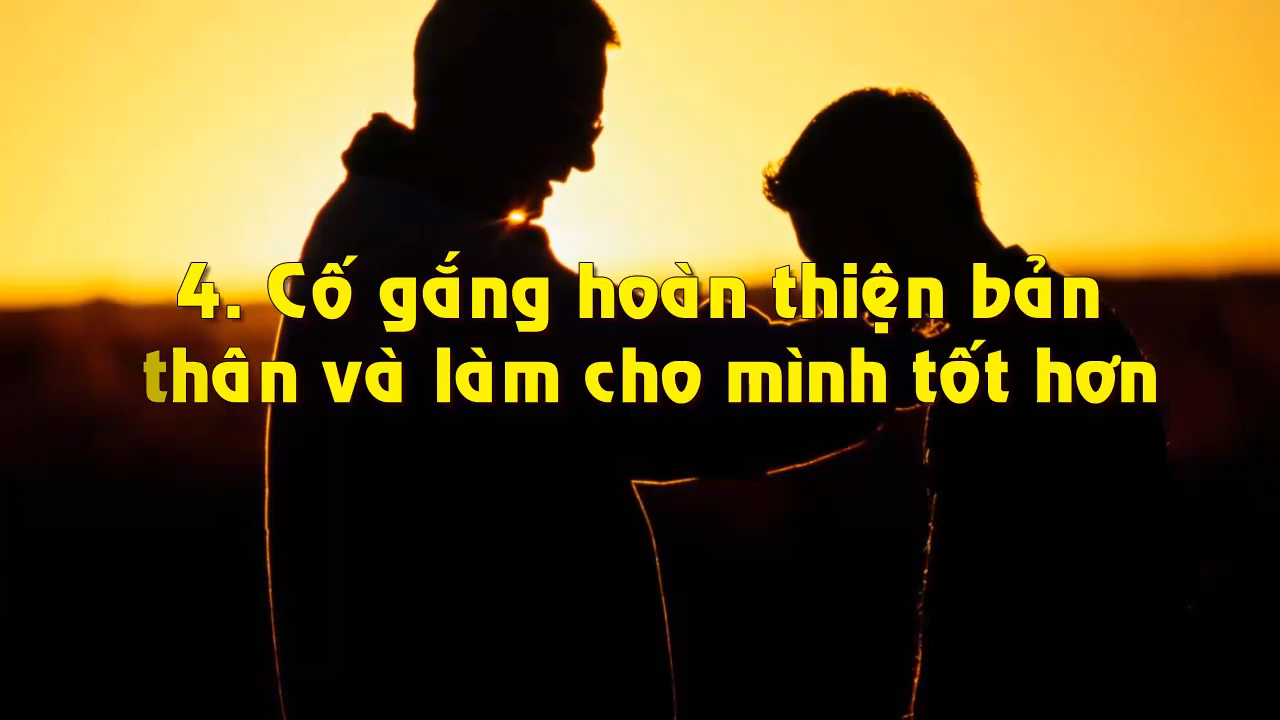 4. Cố gắng hoàn thiện bản
thân và làm cho mình tốt hơn